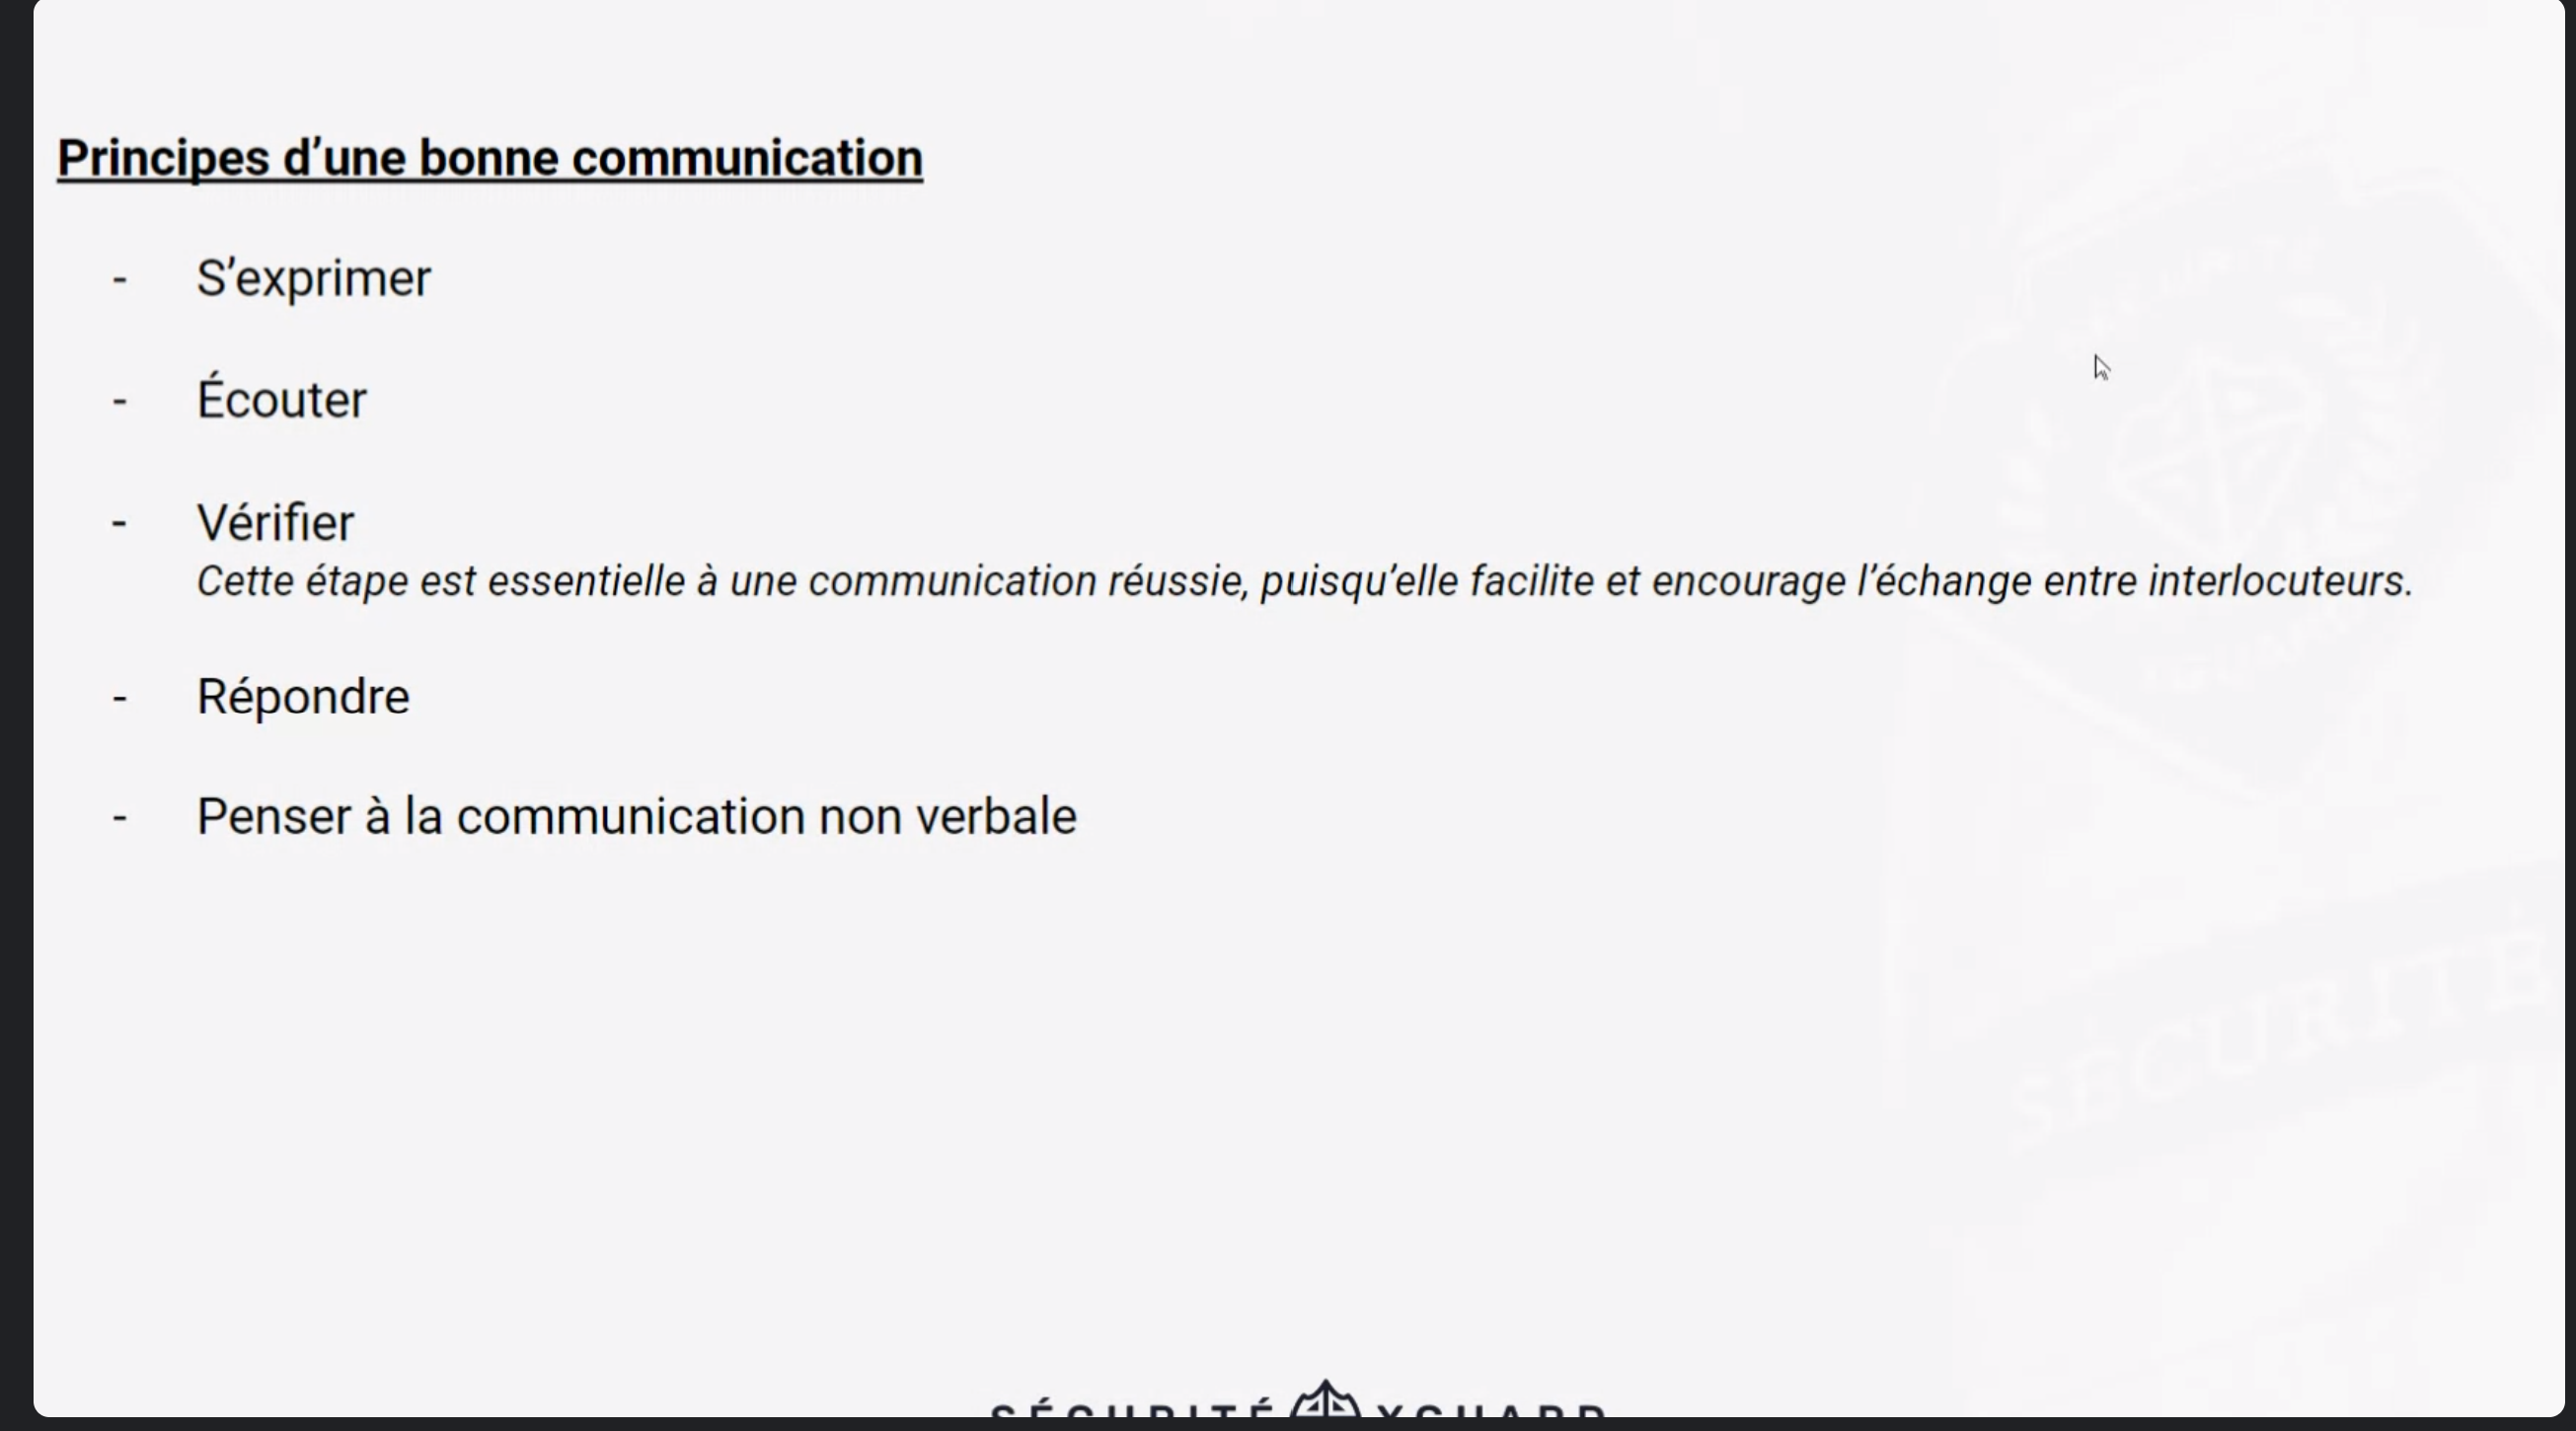 Principes d’une bonne communication
- S’exprimer
- Écouter
- Vérifier
Cette étape est essentielle à une communication réussie, puisqu’elle facilite et encourage l’échange entre interlocuteurs.
- Répondre
- Penser à la communication non verbale
SÉCURITÉ
SÉCURITÉ XGUARD